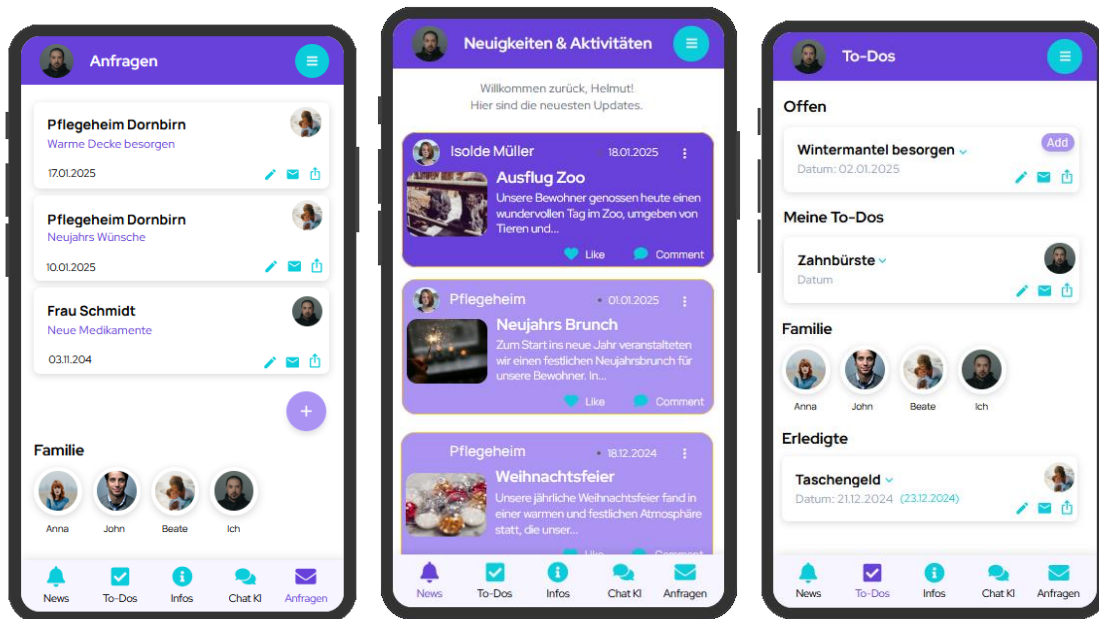 Anfragen
Pflegeheim Dornbirn
Warme Decke besorgen
17.01.2025
Pflegeheim Dornbirn
Neujahrs Wünsche
10.01.2025
Frau Schmidt
Neue Medikamente
03.11.204
+
Familie
Anna
John
Beate
Ich
News
To-Dos
Infos
Chat KI
Anfragen
Neuigkeiten & Aktivitäten
Willkommen zurück, Helmut!
Hier sind die neuesten Updates.
Isolde Müller
18.01.2025
Ausflug Zoo
Unsere Bewohner genossen heute einen
wundervollen Tag im Zoo, umgeben von
Tieren und...
Like
Comment
Pflegeheim
• 01.01.2025
Neujahrs Brunch
Zum Start ins neue Jahr veranstalteten
wir einen festlichen Neujahrsbrunch für
unsere Bewohner. In...
Like
Comment
Pflegeheim
• 18.12.2024
Weihnachtsfeier
Unsere jährliche Weihnachtsfeier fand in
einer warmen und festlichen Atmosphäre
statt, die unser...
Like
Comment
News
To-Dos
Infos
Chat KI
Anfragen
To-Dos
Offen
Add
Wintermantel besorgen
Datum: 02.01.2025
Meine To-Dos
Zahnbürste
Datum
Familie
Anna
John
Beate
Ich
Erledigte
Taschengeld
Datum: 21.12.2024 (23.12.2024)
News
To-Dos
Infos
Chat KI
Anfragen